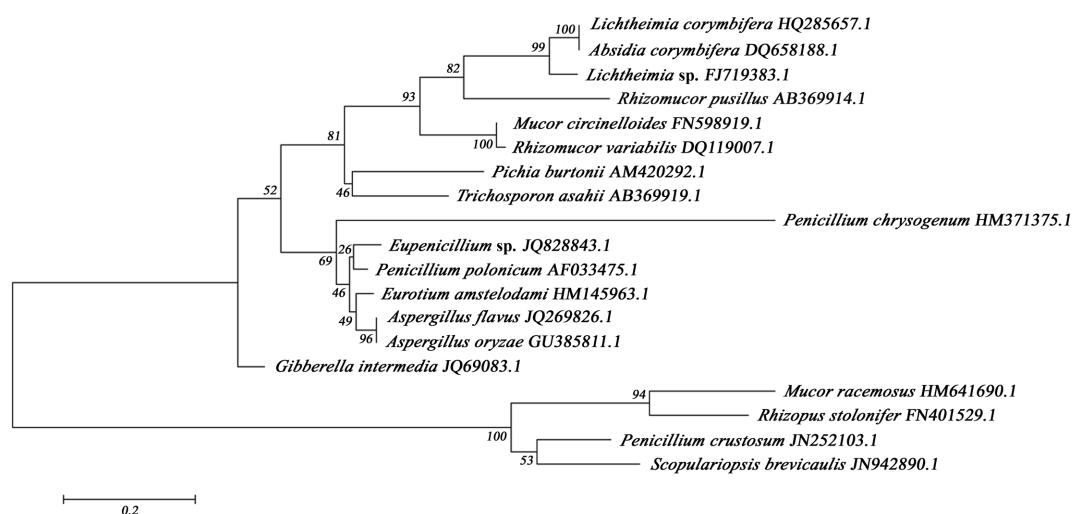 Lichtheimia corymbifera HQ285657.1
100
Absidia corymbifera DQ658188.1
99
Lichtheimia sp. FJ719383.1
82
Rhizomucor pusillus AB369914.1
93
Mucor circinelloides FN598919.1
100
Rhizomucor variabilis DQ119007.1
81
Pichia burtonii AM420292.1
46
Trichosporon asahii AB369919.1
52
Penicillium chrysogenum HM371375.1
26
Eupenicillium sp. JQ828843.1
69
Penicillium polonicum AF033475.1
46
Eurotium amstelodami HM145963.1
49
Aspergillus flavus JQ269826.1
96
Aspergillus oryzae GU385811.1
Gibberella intermedia JQ69083.1
94
Mucor racemosus HM641690.1
Rhizopus stolonifer FN401529.1
100
Penicillium crustosum JN252103.1
53
Scopulariopsis brevicaulis JN942890.1
0.2